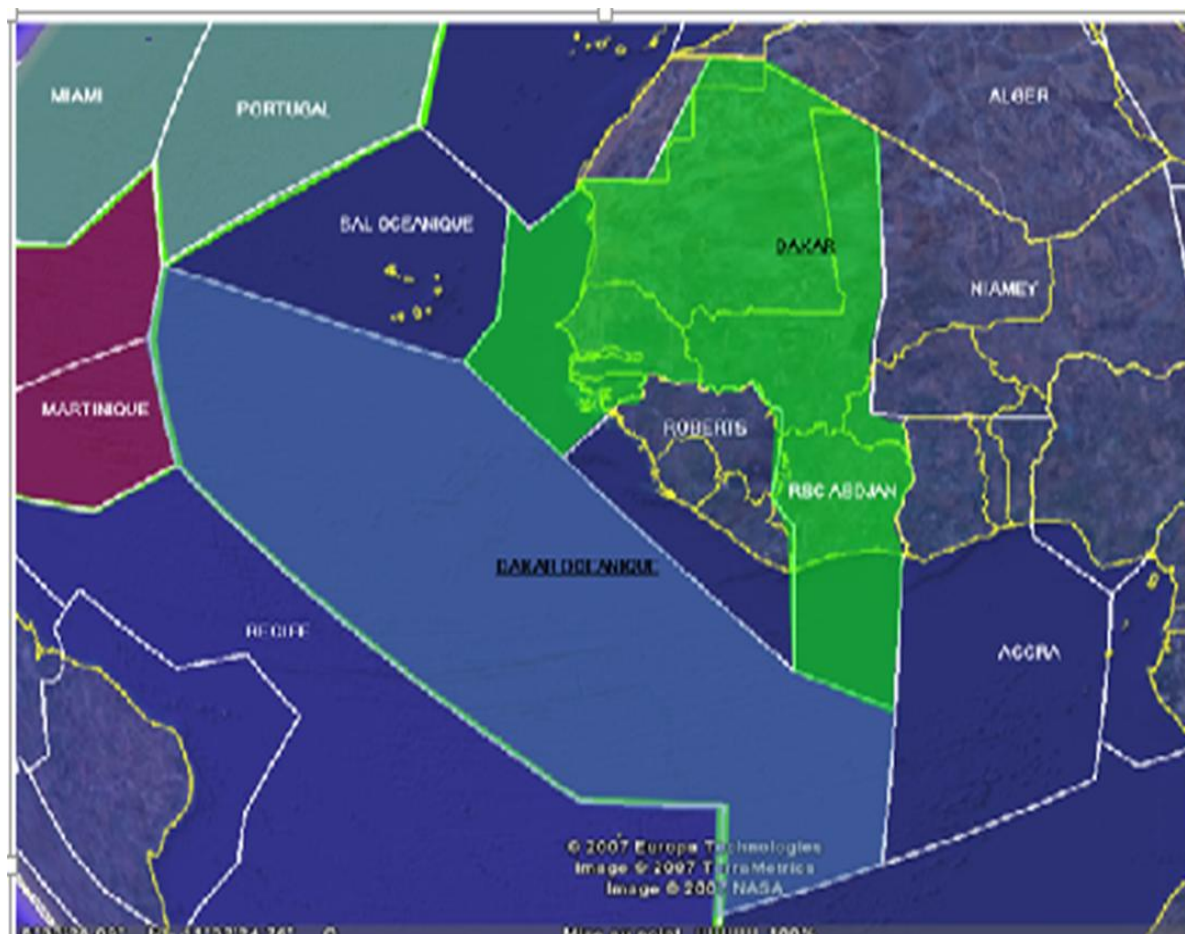 MIAMI
PORTUGAL
ALGER
SAL OCEANIQUE
DAKAR
NIAMEY
MARTINIQUE
ROBERTS
RSC ABDJAN
DAKAR OCEANIQUE
RECIFE
ACCRA
© 2007 Europa Technologies
Image © 2007 TerraMetrics
Image © 2007 NASA